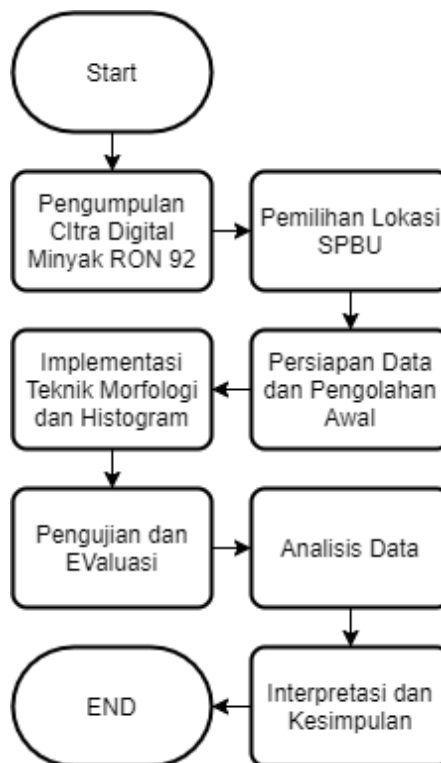 Start
Pengumpulan
CItra Digital
Minyak RON 92
Pemilihan Lokasi
SPBU
Persiapan Data
dan Pengolahan
Awal
Implementasi
Teknik Morfologi
dan Histogram
Pengujian dan
EValuasi
Analisis Data
Interpretasi dan
Kesimpulan
END